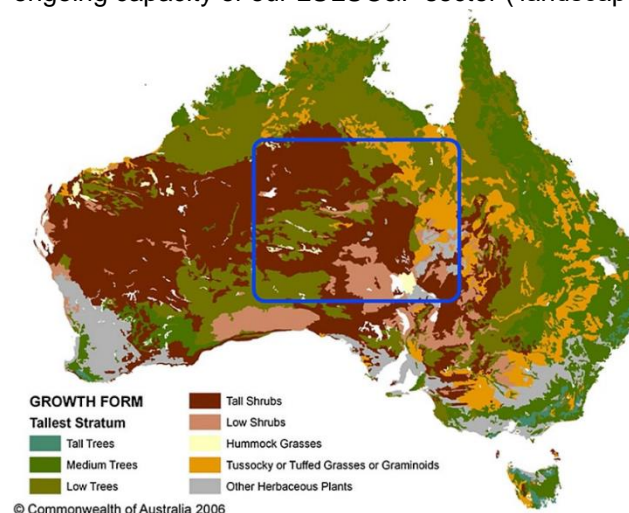 GROWTH FORM
Tallest Stratum
Tall Trees
Medium Trees
Low Trees
Tall Shrubs
Low Shrubs
Hummock Grasses
Tussocky or Tuffed Grasses or Graminoids
Other Herbaceous Plants
© Commonwealth of Australia 2006